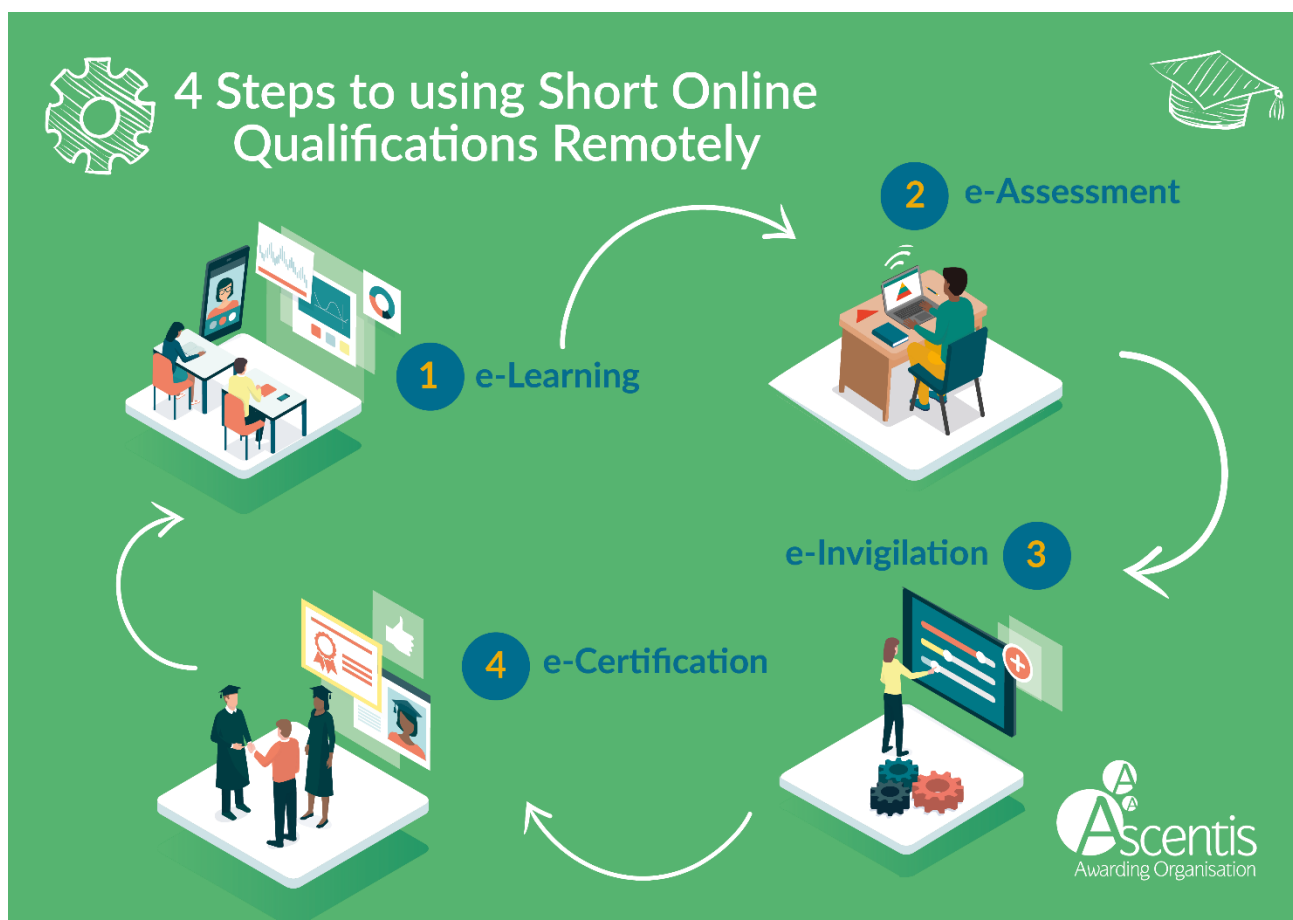 4 Steps to using Short Online
Qualifications Remotely
1 e-Learning
2 e-Assessment
e-Invigilation 3
4 e-Certification
A
A
Ascentis
Awarding Organisation